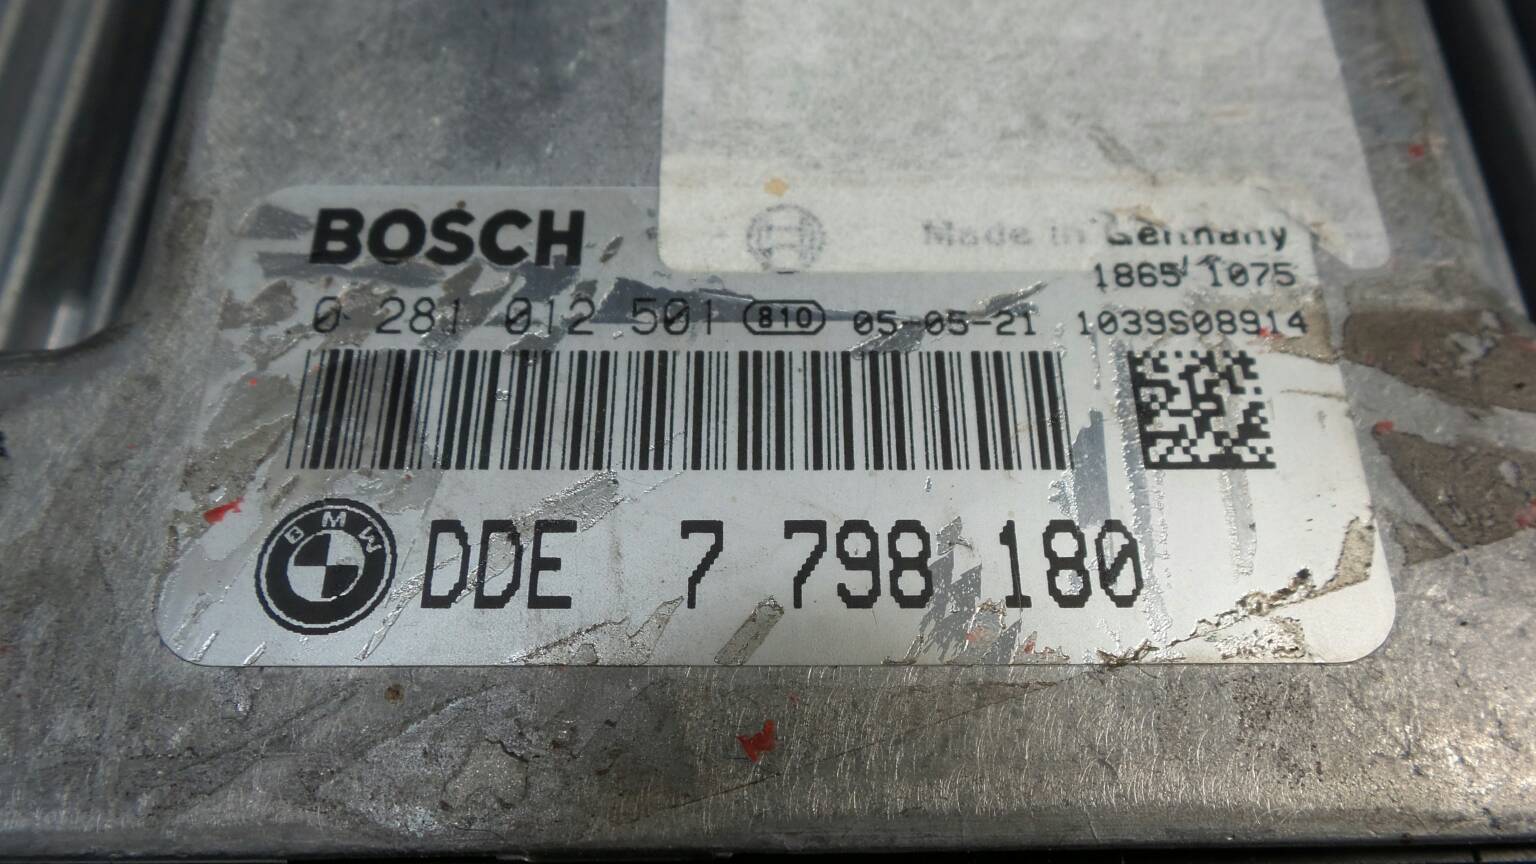 BOSCH
Made in Germany
1865 1075
0 281 012 501 810 05-05-21 1039S08914
BMW DDE 7 798 180